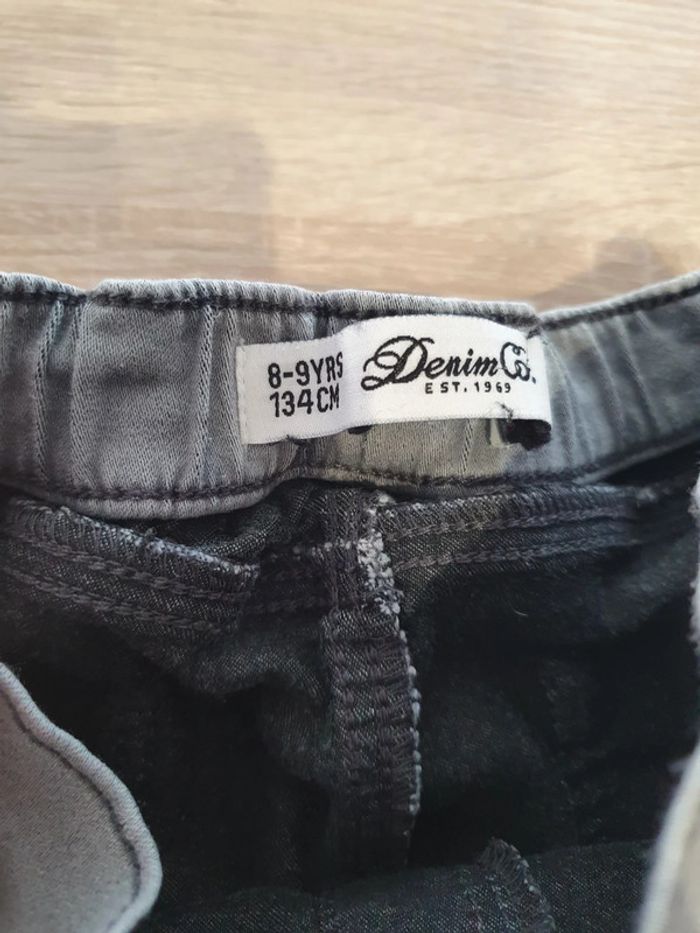 8-9YRS
134CM
Denim Co.
EST. 1969